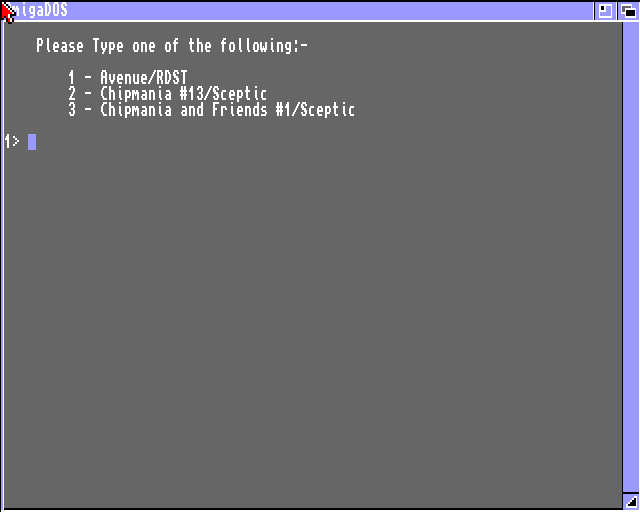 migaDOS
Please Type one of the following:-
1 - Avenue/RDST
2 - Chipmania #13/Sceptic
3 - Chipmania and Friends #1/Sceptic
1>